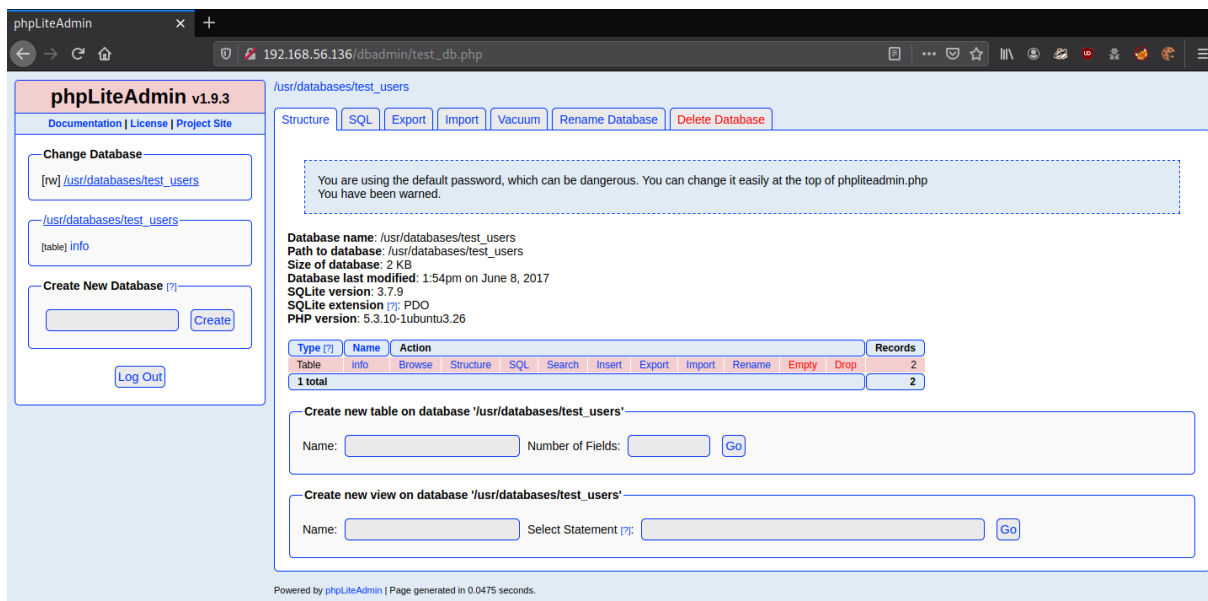 phpLiteAdmin
192.168.56.136/dbadmin/test_db.php
phpLiteAdmin v1.9.3
Documentation | License | Project Site
Change Database
[rw] /usr/databases/test_users
/usr/databases/test_users
[table] info
Create New Database [?]
Create
Log Out
/usr/databases/test_users
Structure SQL Export Import Vacuum Rename Database Delete Database
You are using the default password, which can be dangerous. You can change it easily at the top of phpliteadmin.php
You have been warned.
Database name: /usr/databases/test_users
Path to database: /usr/databases/test_users
Size of database: 2 KB
Database last modified: 1:54pm on June 8, 2017
SQLite version: 3.7.9
SQLite extension [?]: PDO
PHP version: 5.3.10-1ubuntu3.26
Type [?] Name Action Records
Table info Browse Structure SQL Search Insert Export Import Rename Empty Drop 2
1 total 2
Create new table on database '/usr/databases/test_users'
Name: Number of Fields: Go
Create new view on database '/usr/databases/test_users'
Name: Select Statement [?]: Go
Powered by phpLiteAdmin | Page generated in 0.0475 seconds.